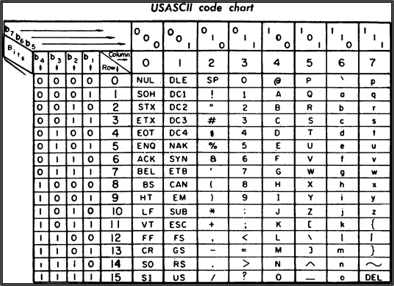 USASCII code chart
b7 b6 b5 0 0 0 0 0 1 0 1 0 0 1 1 1 0 0 1 0 1 1 1 0 1 1 1
Bits b4 b3 b2 b1 Column Row 0 1 2 3 4 5 6 7
0 0 0 0 0 NUL DLE SP 0 @ P ` p
0 0 0 1 1 SOH DC1 ! 1 A Q a q
0 0 1 0 2 STX DC2 " 2 B R b r
0 0 1 1 3 ETX DC3 # 3 C S c s
0 1 0 0 4 EOT DC4 $ 4 D T d t
0 1 0 1 5 ENQ NAK % 5 E U e u
0 1 1 0 6 ACK SYN & 6 F V f v
0 1 1 1 7 BEL ETB ' 7 G W g w
1 0 0 0 8 BS CAN ( 8 H X h x
1 0 0 1 9 HT EM ) 9 I Y i y
1 0 1 0 10 LF SUB * : J Z j z
1 0 1 1 11 VT ESC + ; K [ k {
1 1 0 0 12 FF FS , < L \ l |
1 1 0 1 13 CR GS - = M ] m }
1 1 1 0 14 SO RS . > N ^ n ~
1 1 1 1 15 SI US / ? O _ o DEL